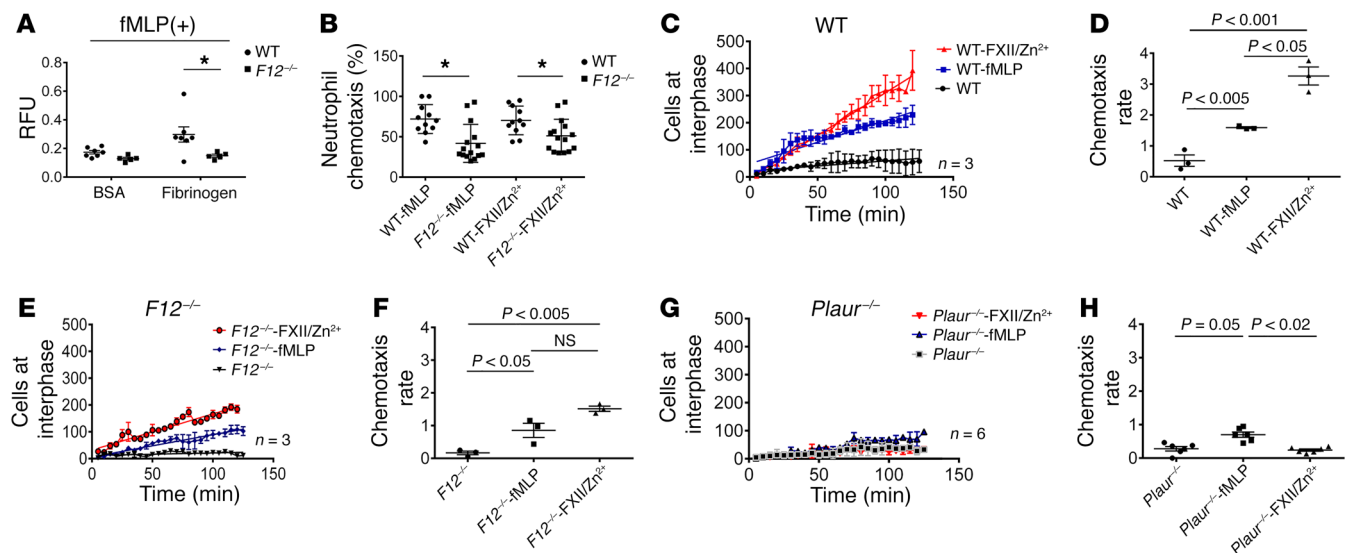 A
fMLP(+)
WT
F12⁻/⁻
*
RFU
0.8
0.6
0.4
0.2
0
BSA
Fibrinogen
B
Neutrophil
chemotaxis (%)
150
100
50
0
*
*
WT
F12⁻/⁻
WT-fMLP
F12⁻/⁻-fMLP
WT-FXII/Zn²⁺
F12⁻/⁻-FXII/Zn²⁺
C
WT
Cells at
interphase
500
400
300
200
100
0
WT-FXII/Zn²⁺
WT-fMLP
WT
n = 3
50
100
150
Time (min)
D
P < 0.001
P < 0.05
P < 0.005
Chemotaxis
rate
4
3
2
1
0
WT
WT-fMLP
WT-FXII/Zn²⁺
E
F12⁻/⁻
Cells at
interphase
500
400
300
200
100
0
F12⁻/⁻-FXII/Zn²⁺
F12⁻/⁻-fMLP
F12⁻/⁻
n = 3
50
100
150
Time (min)
F
P < 0.005
NS
P < 0.05
Chemotaxis
rate
4
2
1
0
F12⁻/⁻
F12⁻/⁻-fMLP
F12⁻/⁻-FXII/Zn²⁺
G
Plaur⁻/⁻
Cells at
interphase
500
400
300
200
100
0
Plaur⁻/⁻-FXII/Zn²⁺
Plaur⁻/⁻-fMLP
Plaur⁻/⁻
n = 6
50
100
150
Time (min)
H
P = 0.05
P < 0.02
Chemotaxis
rate
4
3
2
1
0
Plaur⁻/⁻
Plaur⁻/⁻-fMLP
Plaur⁻/⁻-FXII/Zn²⁺